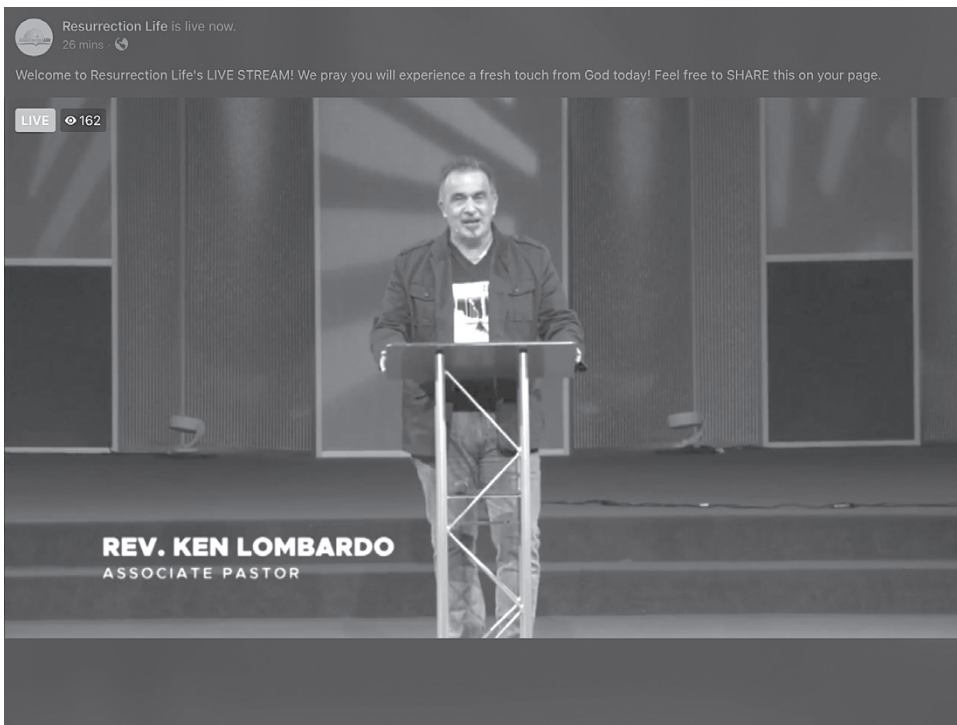 Resurrection Life is live now.
26 mins ·
Welcome to Resurrection Life's LIVE STREAM! We pray you will experience a fresh touch from God today! Feel free to SHARE this on your page.
LIVE 162
REV. KEN LOMBARDO
ASSOCIATE PASTOR